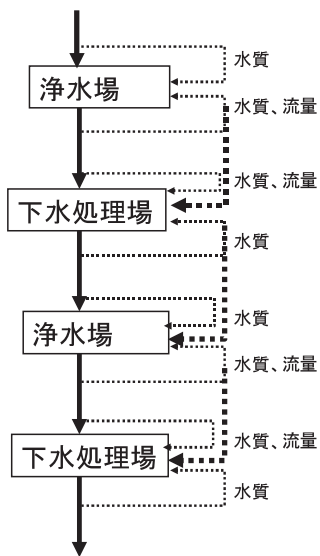 水質
浄水場
水質、流量
水質、流量
下水処理場
水質
水質
浄水場
水質、流量
水質、流量
下水処理場
水質